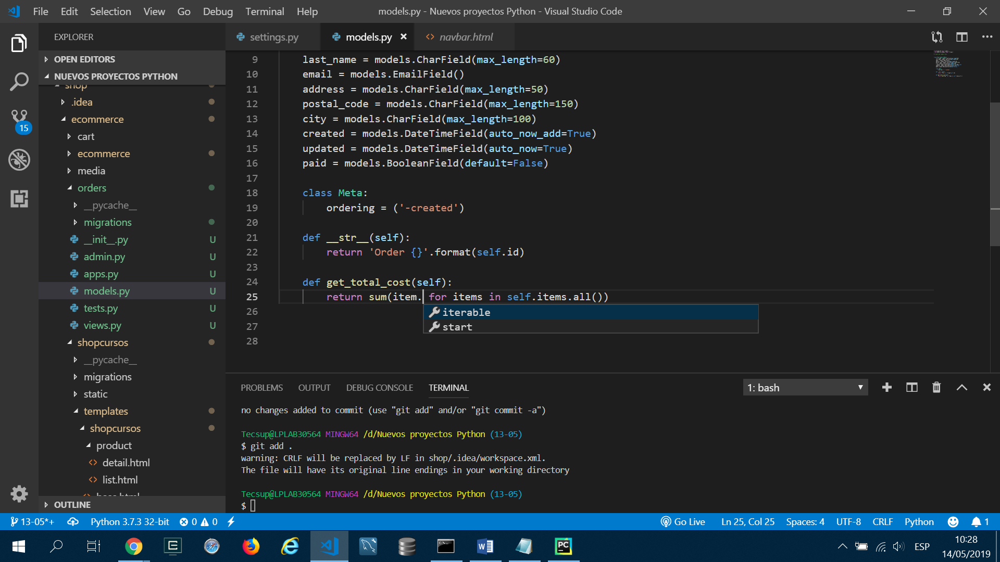 File Edit Selection View Go Debug Terminal Help
models.py - Nuevos proyectos Python - Visual Studio Code
EXPLORER
settings.py
models.py
navbar.html
OPEN EDITORS
NUEVOS PROYECTOS PYTHON
shop
.idea
ecommerce
cart
ecommerce
media
orders
__pycache__
migrations
__init__.py U
admin.py U
apps.py U
models.py U
tests.py U
views.py U
shopcursos
__pycache__
migrations
static
templates
shopcursos
product
detail.html
list.html
base.html
OUTLINE
15
9 last_name = models.CharField(max_length=60)
10 email = models.EmailField()
11 address = models.CharField(max_length=50)
12 postal_code = models.CharField(max_length=150)
13 city = models.CharField(max_length=100)
14 created = models.DateTimeField(auto_now_add=True)
15 updated = models.DateTimeField(auto_now=True)
16 paid = models.BooleanField(default=False)
17
18 class Meta:
19 ordering = ('-created')
20
21 def __str__(self):
22 return 'Order {}'.format(self.id)
23
24 def get_total_cost(self):
25 return sum(item. for items in self.items.all())
26
27
28
iterable
start
PROBLEMS OUTPUT DEBUG CONSOLE TERMINAL
1: bash
no changes added to commit (use "git add" and/or "git commit -a")
Tecsup@LPLAB30564 MINGW64 /d/Nuevos proyectos Python (13-05)
$ git add .
warning: CRLF will be replaced by LF in shop/.idea/workspace.xml.
The file will have its original line endings in your working directory
Tecsup@LPLAB30564 MINGW64 /d/Nuevos proyectos Python (13-05)
$
13-05*+ Python 3.7.3 32-bit 0 0 Go Live Ln 25, Col 25 Spaces: 4 UTF-8 CRLF Python 1
ESP
10:28
14/05/2019